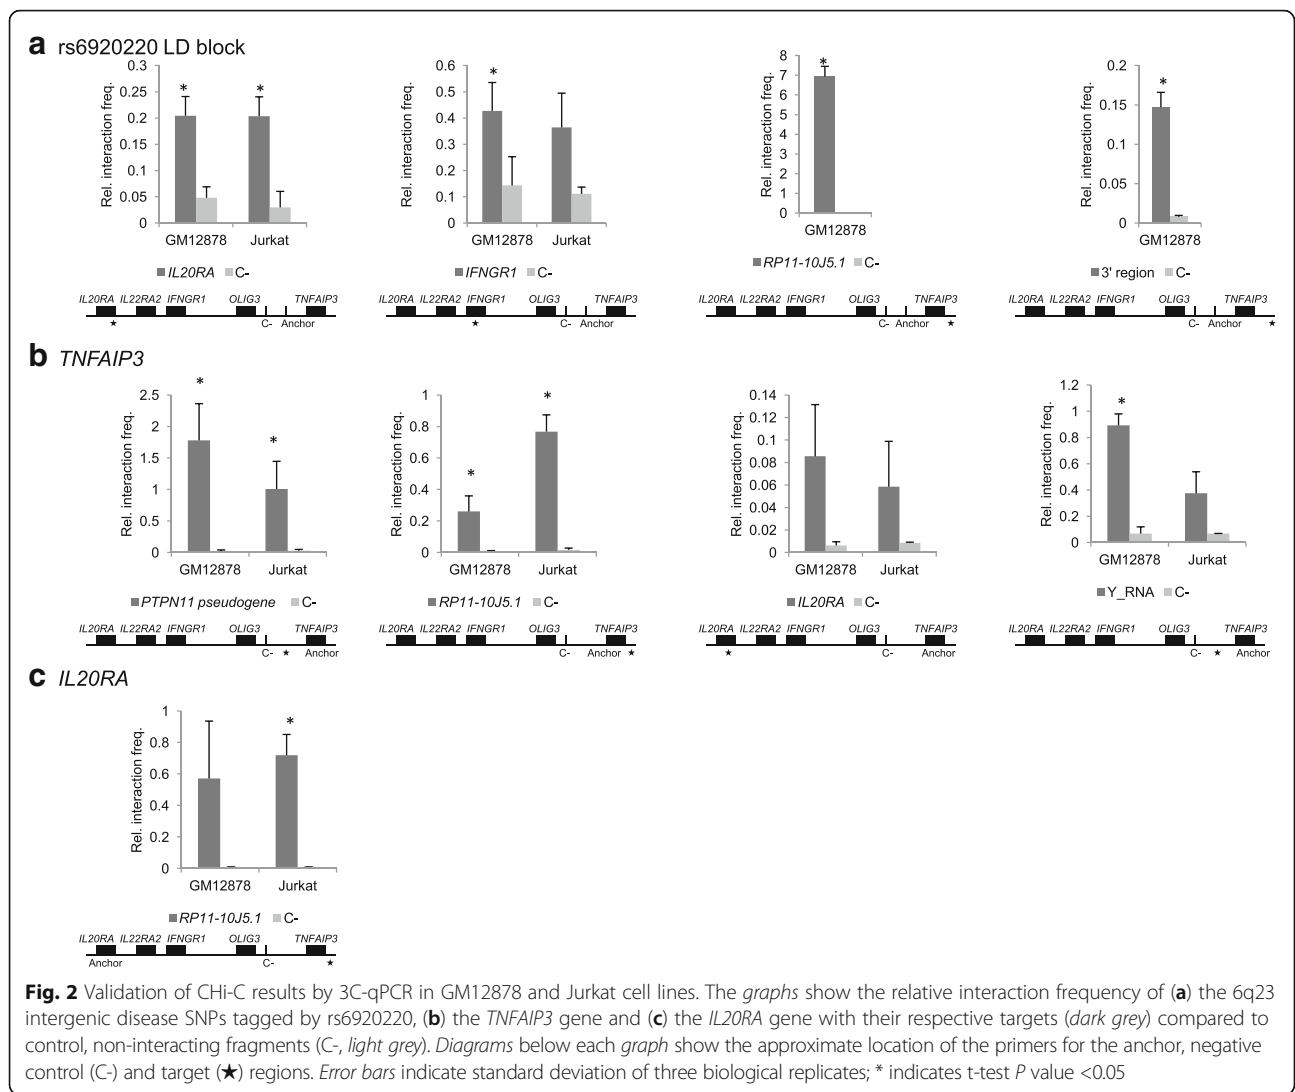 a rs6920220 LD block
Rel. interaction freq.
0.3
0.25
0.2
0.15
0.1
0.05
0
* *
GM12878 Jurkat
IL20RA C-
IL20RA IL22RA2 IFNGR1 OLIG3 TNFAIP3
★ C- Anchor
Rel. interaction freq.
0.6
0.5
0.4
0.3
0.2
0.1
0
*
GM12878 Jurkat
IFNGR1 C-
IL20RA IL22RA2 IFNGR1 OLIG3 TNFAIP3
★ C- Anchor
Rel. interaction freq.
8
7
6
5
4
3
2
1
0
*
GM12878
RP11-10J5.1 C-
IL20RA IL22RA2 IFNGR1 OLIG3 TNFAIP3
C- Anchor ★
Rel. interaction freq.
0.2
0.15
0.1
0.05
0
*
GM12878
3' region C-
IL20RA IL22RA2 IFNGR1 OLIG3 TNFAIP3
C- Anchor ★
b TNFAIP3
Rel. interaction freq.
2.5
2
1.5
1
0.5
0
* *
GM12878 Jurkat
PTPN11 pseudogene C-
IL20RA IL22RA2 IFNGR1 OLIG3 TNFAIP3
C- ★ Anchor
Rel. interaction freq.
1
0.8
0.6
0.4
0.2
0
* *
GM12878 Jurkat
RP11-10J5.1 C-
IL20RA IL22RA2 IFNGR1 OLIG3 TNFAIP3
C- Anchor ★
Rel. interaction freq.
0.14
0.12
0.1
0.08
0.06
0.04
0.02
0
GM12878 Jurkat
IL20RA C-
IL20RA IL22RA2 IFNGR1 OLIG3 TNFAIP3
★ C- Anchor
Rel. interaction freq.
1.2
1
0.8
0.6
0.4
0.2
0
*
GM12878 Jurkat
Y_RNA C-
IL20RA IL22RA2 IFNGR1 OLIG3 TNFAIP3
C- ★ Anchor
c IL20RA
Rel. interaction freq.
1
0.8
0.6
0.4
0.2
0
*
GM12878 Jurkat
RP11-10J5.1 C-
IL20RA IL22RA2 IFNGR1 OLIG3 TNFAIP3
Anchor C- ★
Fig. 2 Validation of CHi-C results by 3C-qPCR in GM12878 and Jurkat cell lines. The graphs show the relative interaction frequency of (a) the 6q23
intergenic disease SNPs tagged by rs6920220, (b) the TNFAIP3 gene and (c) the IL20RA gene with their respective targets (dark grey) compared to
control, non-interacting fragments (C-, light grey). Diagrams below each graph show the approximate location of the primers for the anchor, negative
control (C-) and target (★) regions. Error bars indicate standard deviation of three biological replicates; * indicates t-test P value <0.05